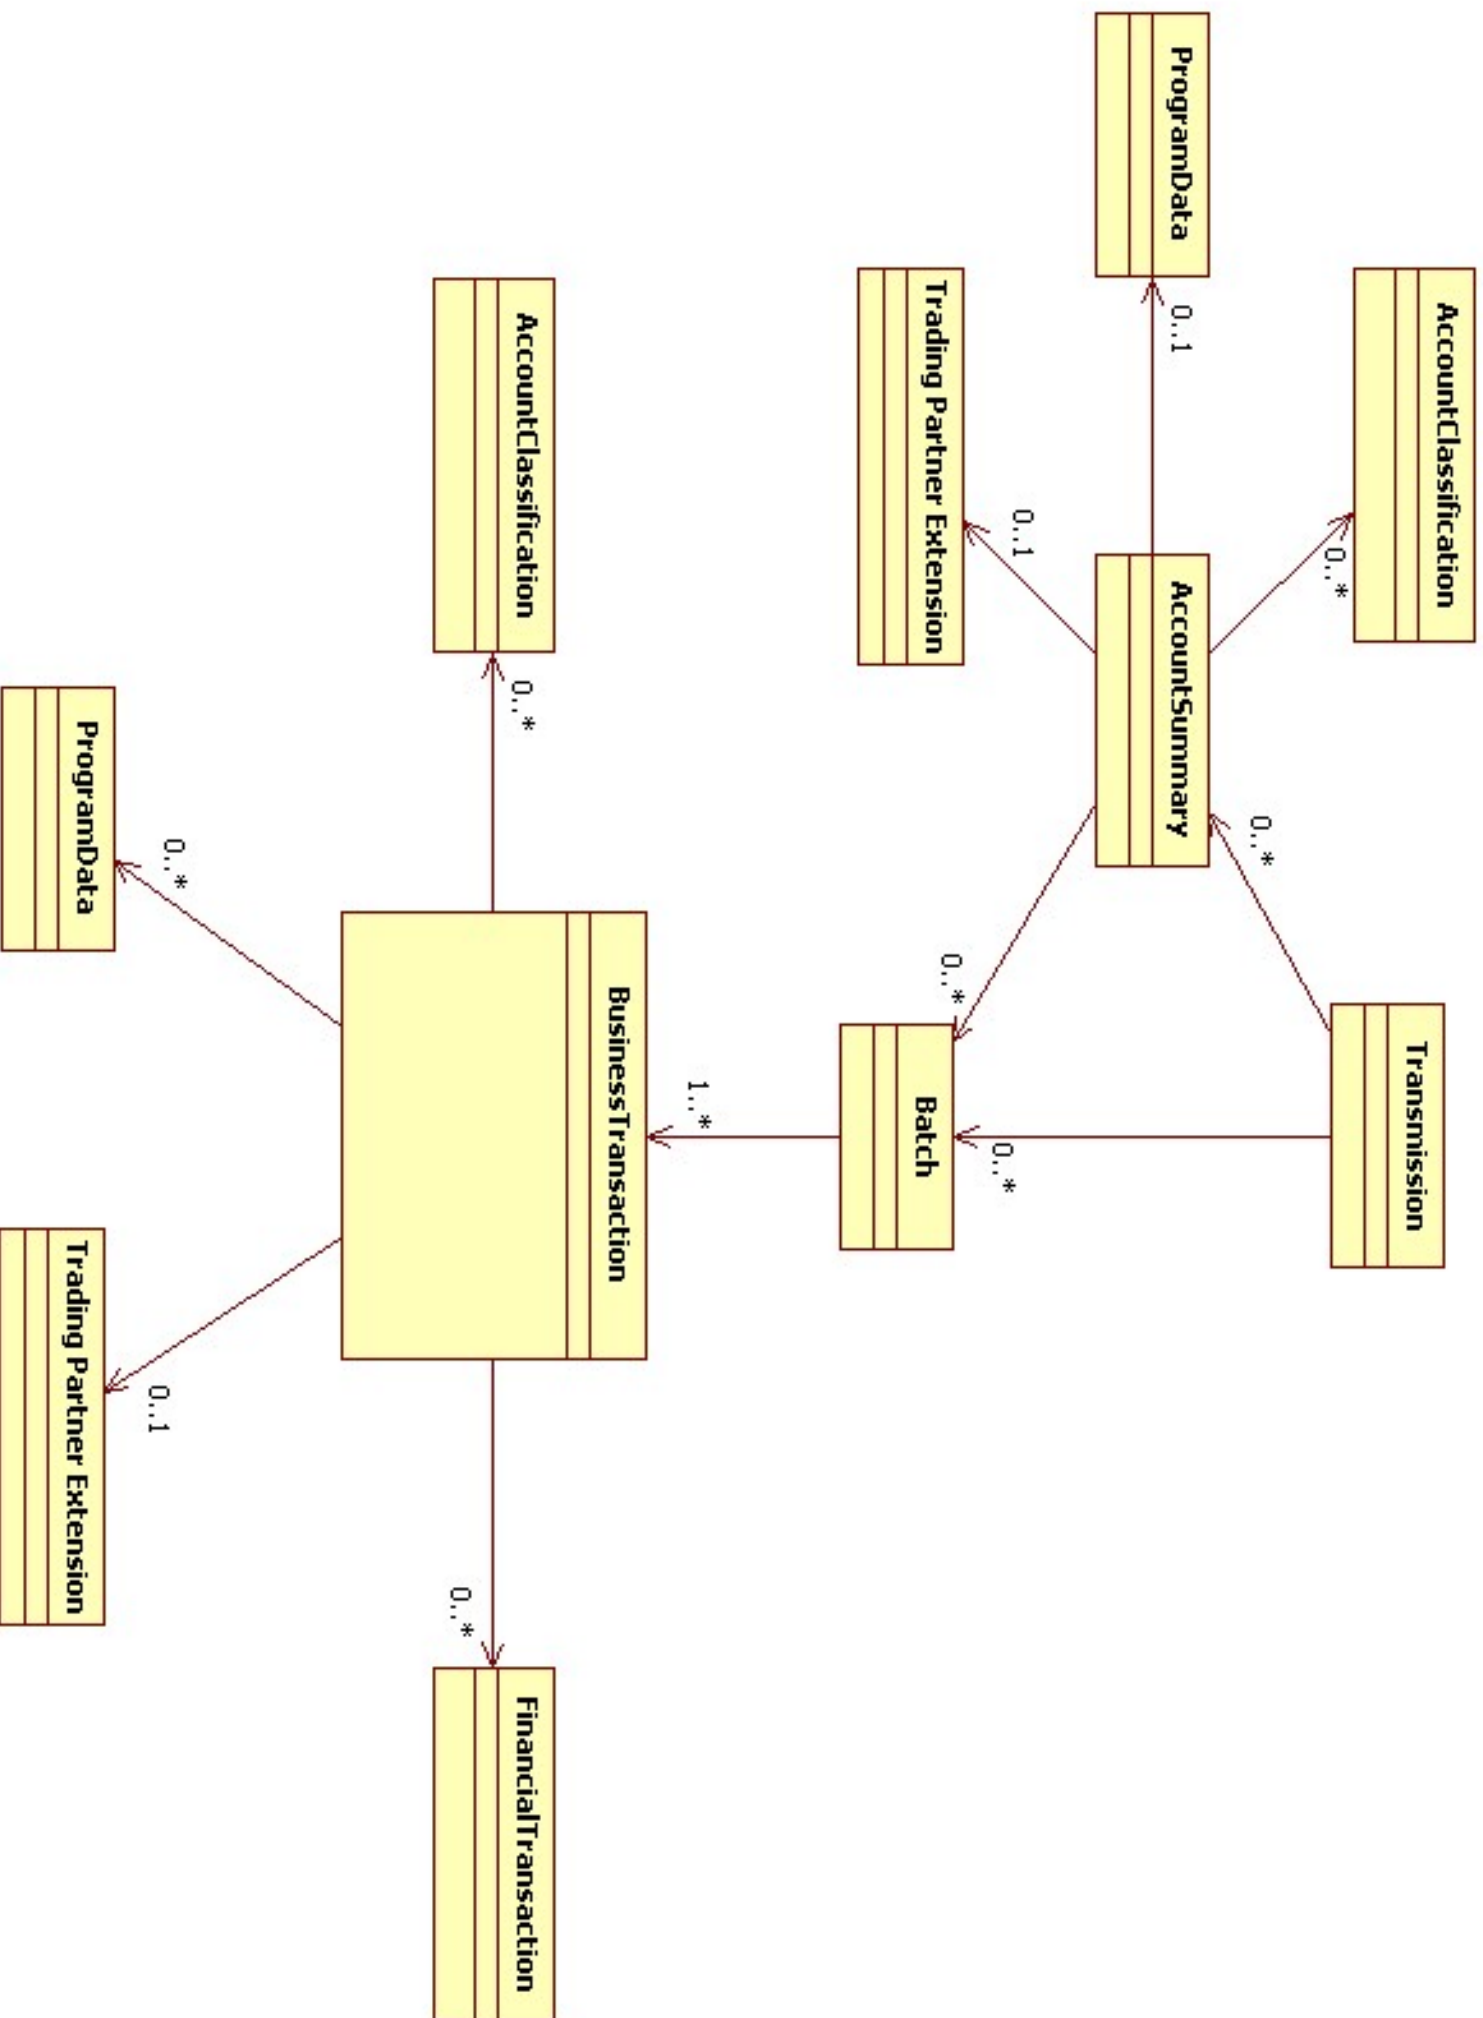 AccountClassification
0..*
Transmission
ProgramData
0..1
AccountSummary
0..*
Trading Partner Extension
0..1
0..*
0..*
Batch
1..*
AccountClassification
0..*
BusinessTransaction
0..*
FinancialTransaction
ProgramData
0..*
0..1
Trading Partner Extension